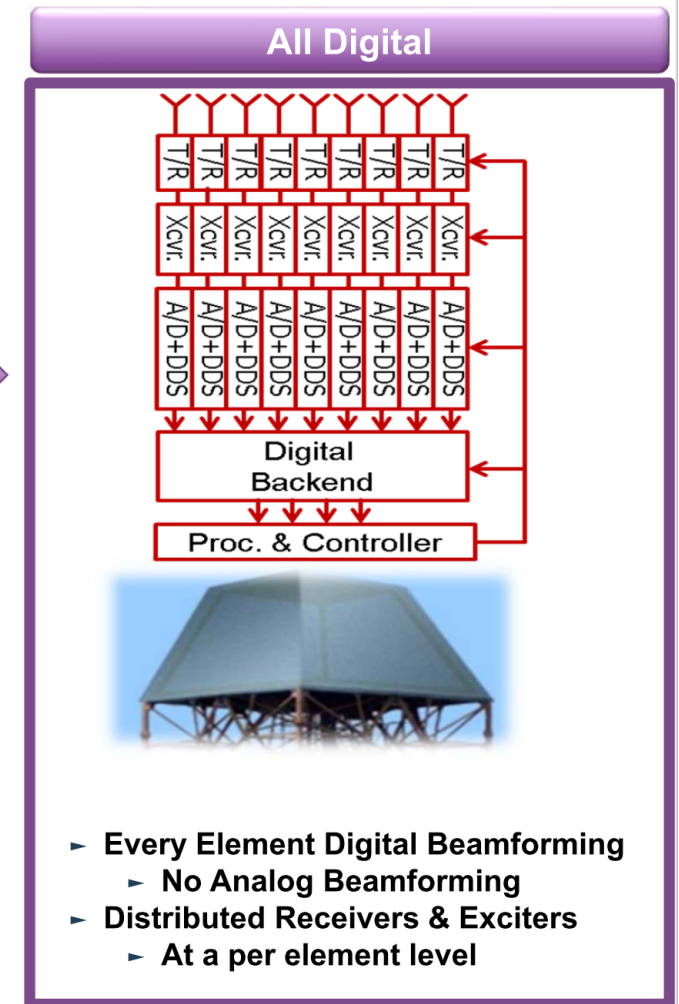 All Digital
T/R T/R T/R T/R T/R T/R T/R T/R T/R
Xcvr. Xcvr. Xcvr. Xcvr. Xcvr. Xcvr. Xcvr. Xcvr. Xcvr.
A/D+DDS A/D+DDS A/D+DDS A/D+DDS A/D+DDS A/D+DDS A/D+DDS A/D+DDS A/D+DDS
Digital
Backend
Proc. & Controller
► Every Element Digital Beamforming
► No Analog Beamforming
► Distributed Receivers & Exciters
► At a per element level